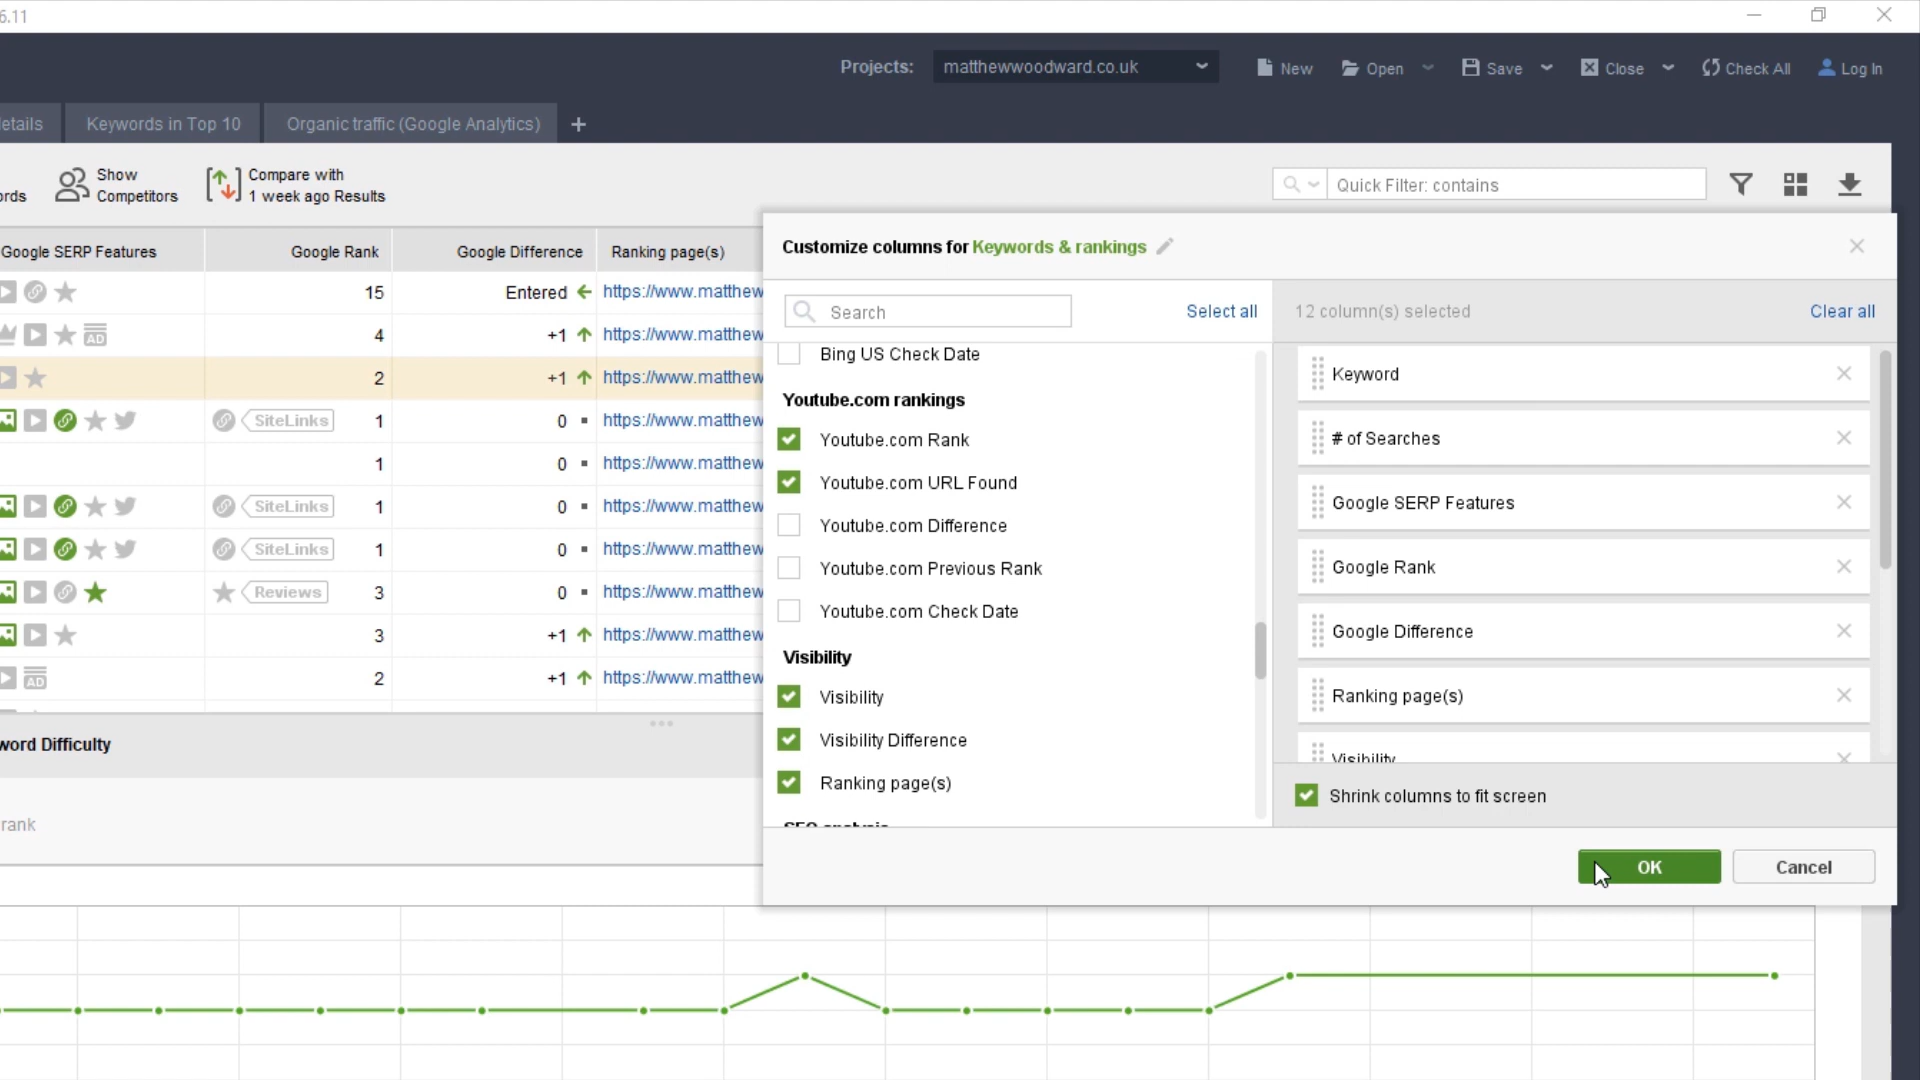 6.11
Projects: matthewwoodward.co.uk New Open Save Close Check All Log In
etails Keywords in Top 10 Organic traffic (Google Analytics) +
ords Show Competitors Compare with 1 week ago Results Quick Filter: contains
Google SERP Features Google Rank Google Difference Ranking page(s)
15 Entered https://www.matthew
AD 4 +1 https://www.matthew
2 +1 https://www.matthew
SiteLinks 1 0 https://www.matthew
1 0 https://www.matthew
SiteLinks 1 0 https://www.matthew
SiteLinks 1 0 https://www.matthew
Reviews 3 0 https://www.matthew
3 +1 https://www.matthew
AD 2 +1 https://www.matthew
word Difficulty
rank
Customize columns for Keywords & rankings
Search Select all
Bing US Check Date
Youtube.com rankings
Youtube.com Rank
Youtube.com URL Found
Youtube.com Difference
Youtube.com Previous Rank
Youtube.com Check Date
Visibility
Visibility
Visibility Difference
Ranking page(s)
SEO analysis
12 column(s) selected Clear all
Keyword
# of Searches
Google SERP Features
Google Rank
Google Difference
Ranking page(s)
Visibility
Shrink columns to fit screen
OK Cancel